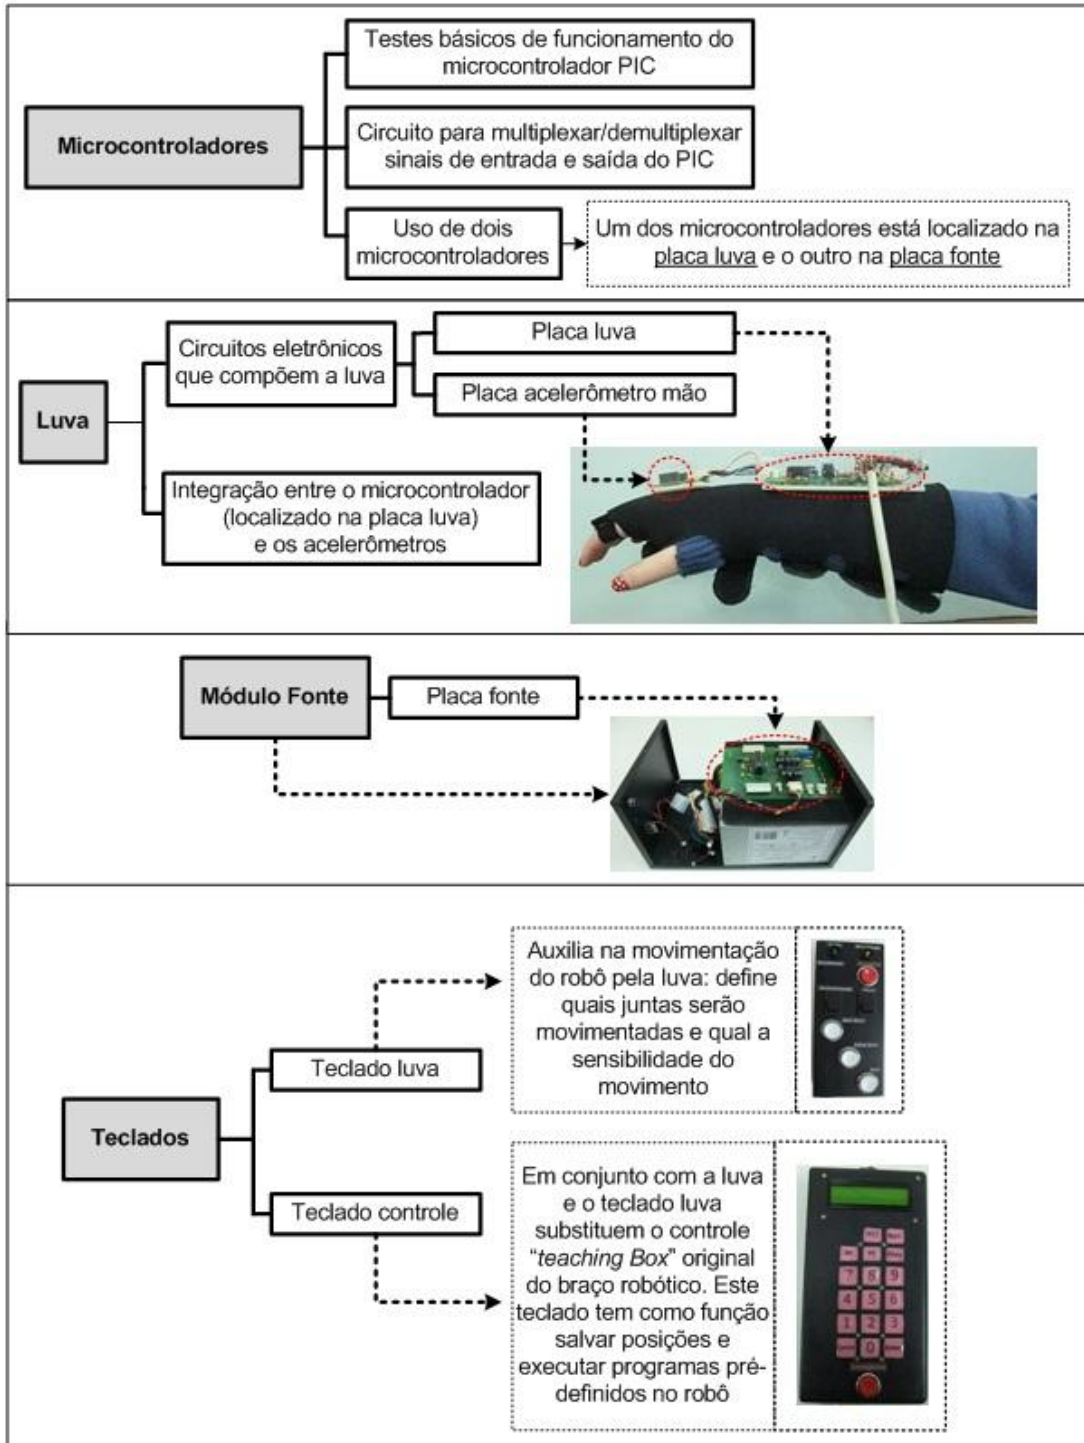 Testes básicos de funcionamento do
microcontrolador PIC
Microcontroladores
Circuito para multiplexar/demultiplexar
sinais de entrada e saída do PIC
Uso de dois
microcontroladores
Um dos microcontroladores está localizado na
placa luva e o outro na placa fonte
Luva
Circuitos eletrônicos
que compõem a luva
Placa luva
Placa acelerômetro mão
Integração entre o microcontrolador
(localizado na placa luva)
e os acelerômetros
Módulo Fonte
Placa fonte
Teclados
Teclado luva
Auxilia na movimentação
do robô pela luva: define
quais juntas serão
movimentadas e qual a
sensibilidade do
movimento
Teclado controle
Em conjunto com a luva
e o teclado luva
substituem o controle
“teaching Box” original
do braço robótico. Este
teclado tem como função
salvar posições e
executar programas pré-
definidos no robô
7 8 9
4 5 6
1 2 3
0